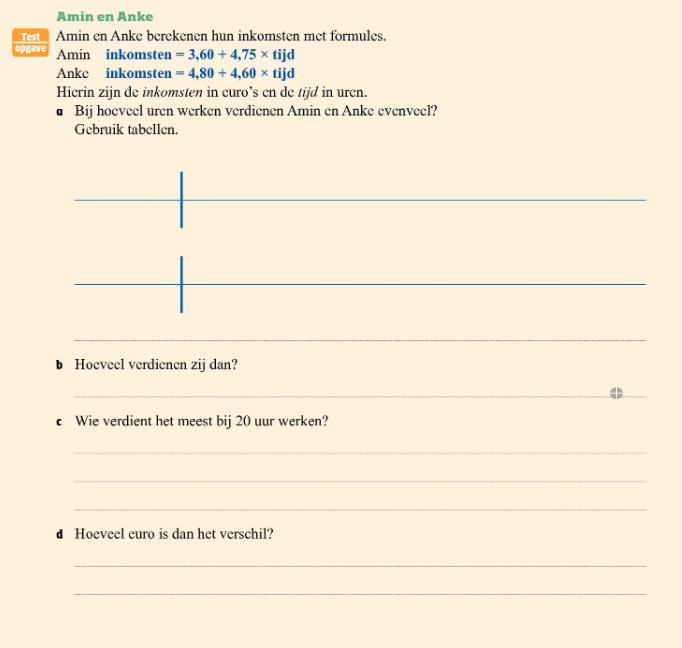 Amin en Anke
Test opgave
Amin en Anke berekenen hun inkomsten met formules.
Amin inkomsten = 3,60 + 4,75 × tijd
Anke inkomsten = 4,80 + 4,60 × tijd
Hierin zijn de inkomsten in euro's en de tijd in uren.
a Bij hoeveel uren werken verdienen Amin en Anke evenveel?
Gebruik tabellen.
b Hoeveel verdienen zij dan?
c Wie verdient het meest bij 20 uur werken?
d Hoeveel euro is dan het verschil?